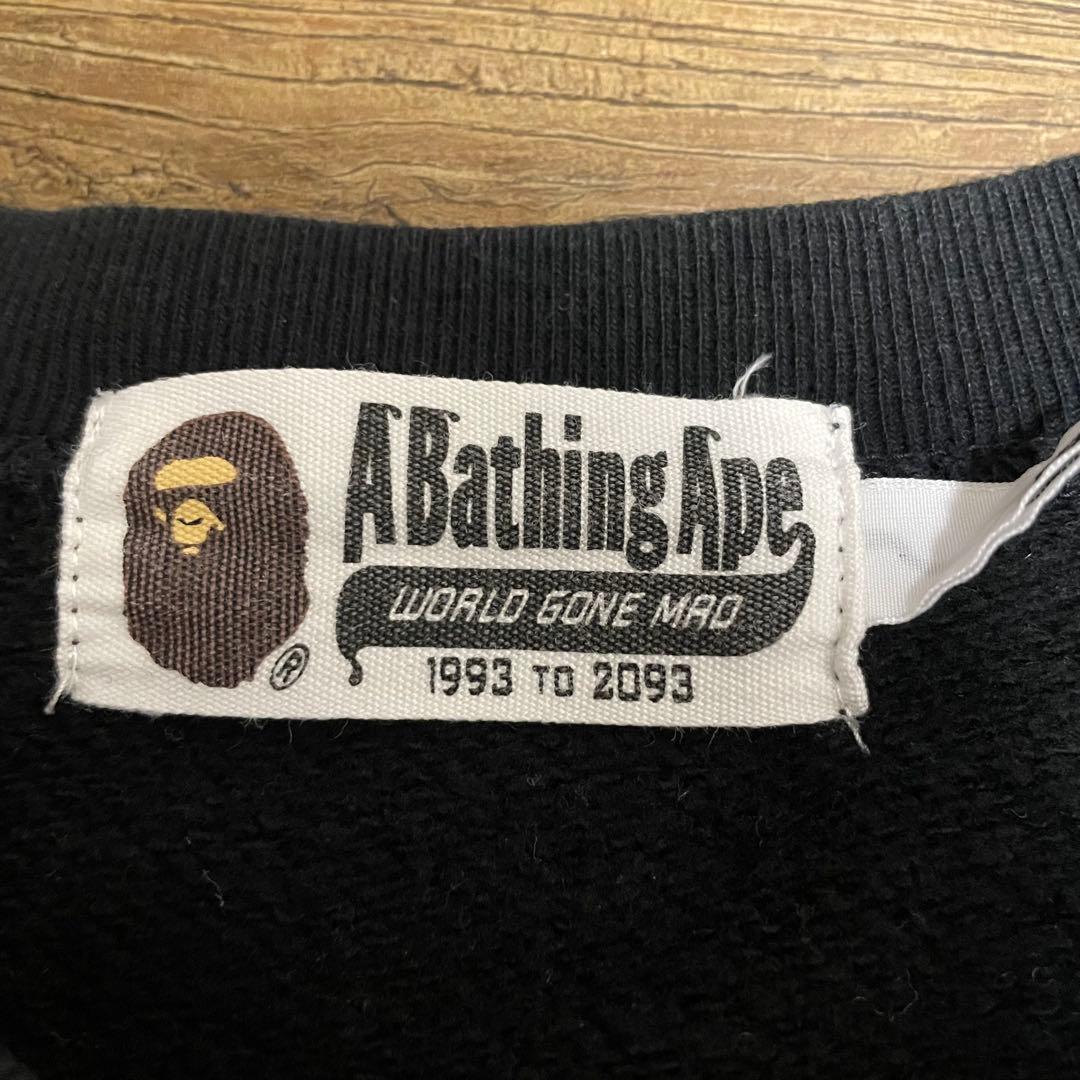 A Bathing Ape
WORLD GONE MAD
1993 TO 2093
®